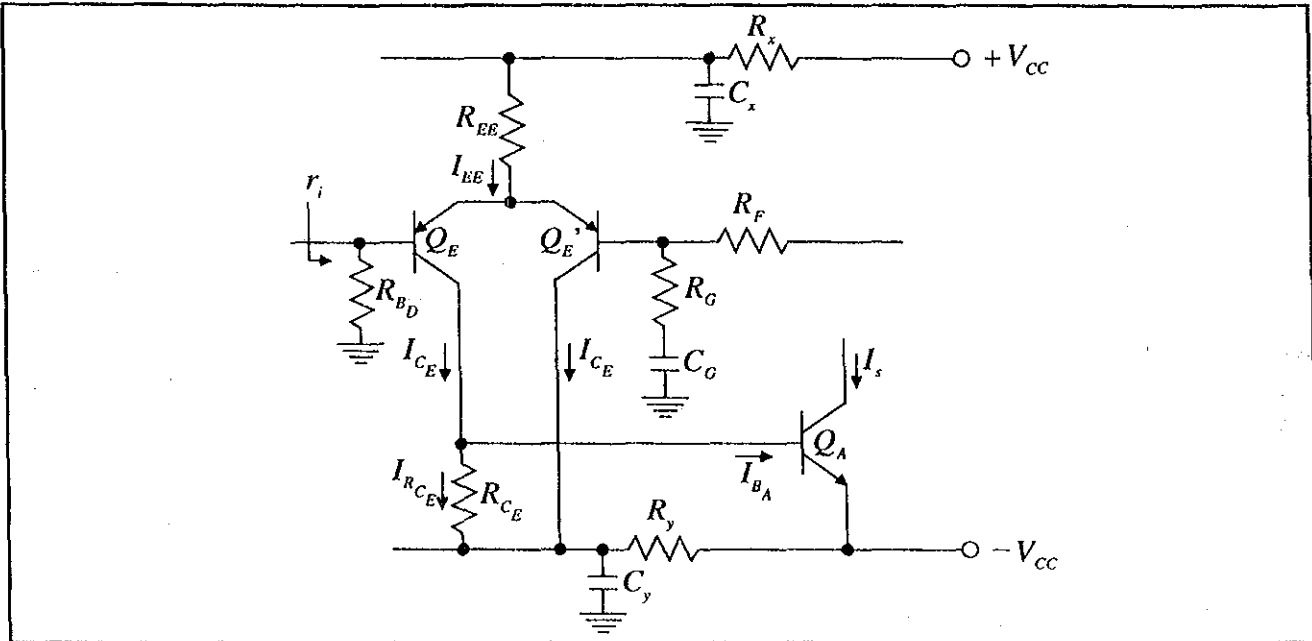 R_x
+V_CC
C_x
R_EE
I_EE
r_i
R_F
Q_E
Q_E'
R_B_D
R_G
I_C_E
I_C_E
C_G
I_s
Q_A
I_R_C_E
R_C_E
I_B_A
R_y
-V_CC
C_y